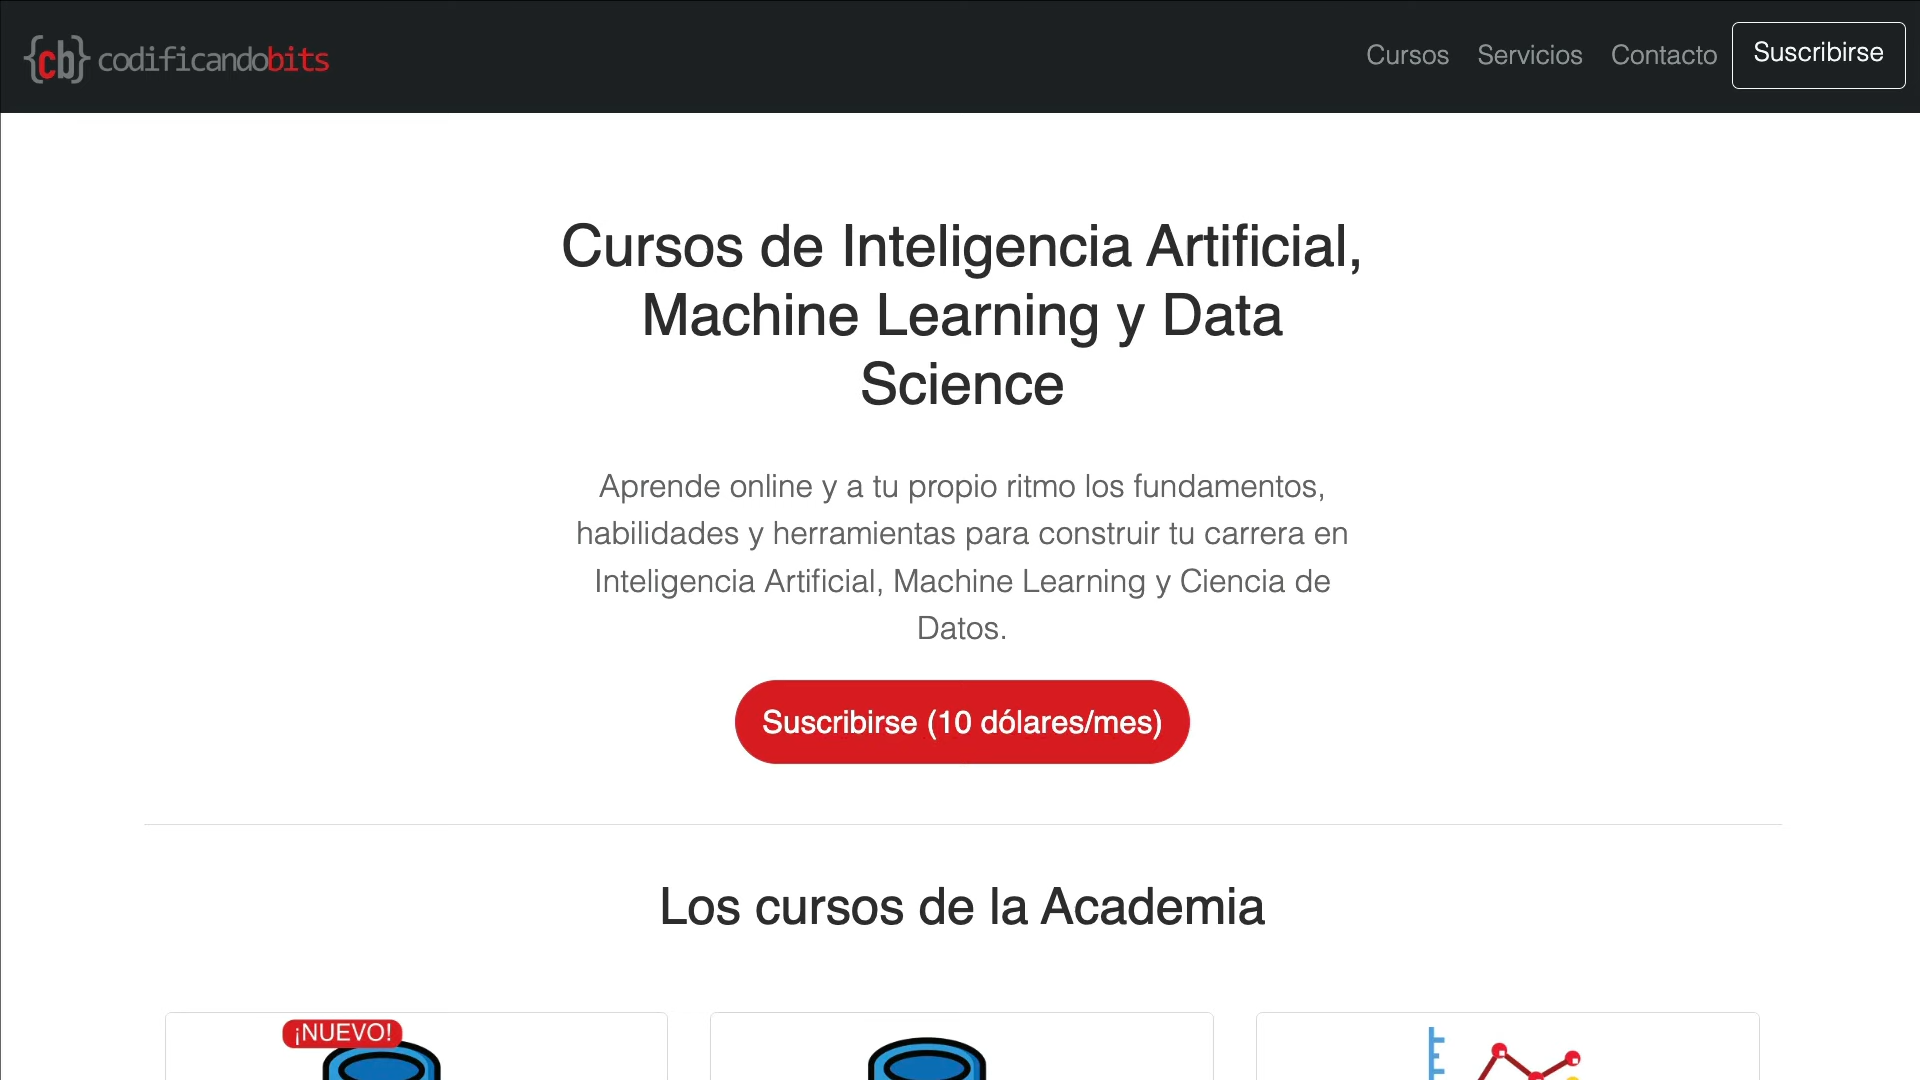 {cb} codificandobits
Cursos
Servicios
Contacto
Suscribirse
Cursos de Inteligencia Artificial,
Machine Learning y Data
Science
Aprende online y a tu propio ritmo los fundamentos,
habilidades y herramientas para construir tu carrera en
Inteligencia Artificial, Machine Learning y Ciencia de
Datos.
Suscribirse (10 dólares/mes)
Los cursos de la Academia
¡NUEVO!